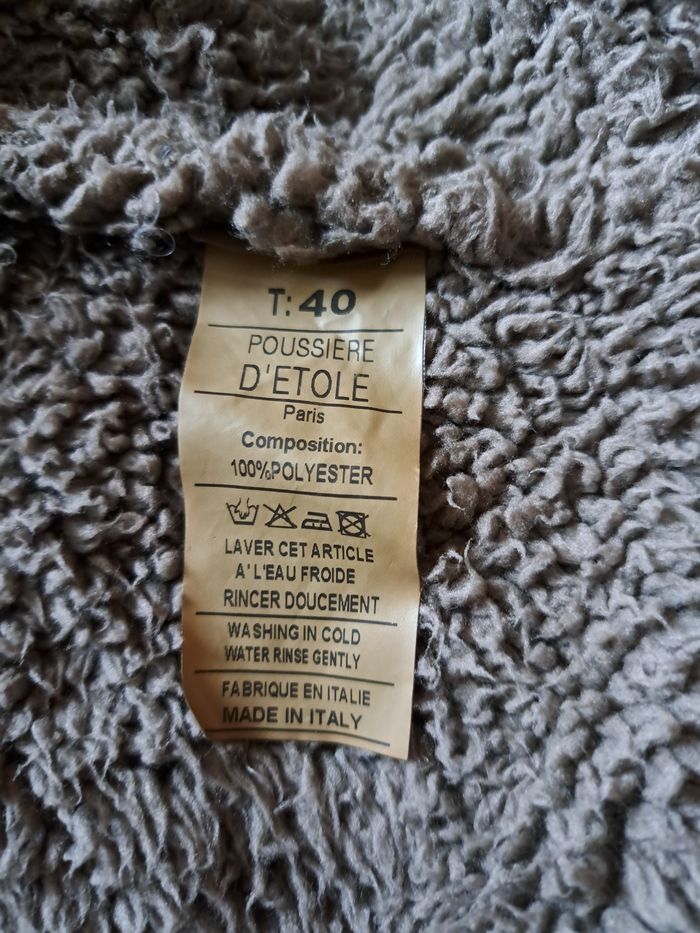 T: 40
POUSSIERE
D'ETOLE
Paris
Composition:
100%POLYESTER
LAVER CET ARTICLE
A'L'EAU FROIDE
RINCER DOUCEMENT
WASHING IN COLD
WATER RINSE GENTLY
FABRIQUE EN ITALIE
MADE IN ITALY